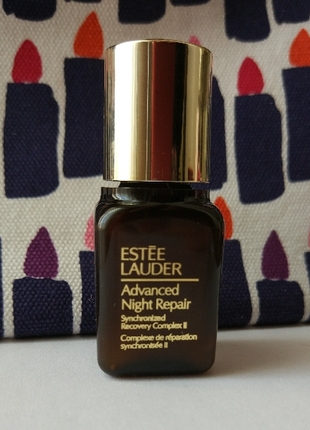 ESTĒE
LAUDER
Advanced
Night Repair
Synchronized
Recovery Complex II
Complexe de réparation
synchronisée II